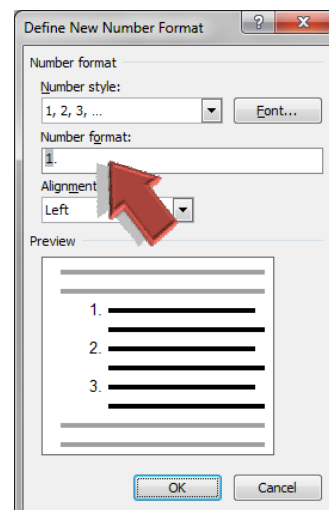 Define New Number Format
Number format
Number style:
1, 2, 3, ...
Font...
Number format:
1.
Alignment
Left
Preview
1.
2.
3.
OK
Cancel